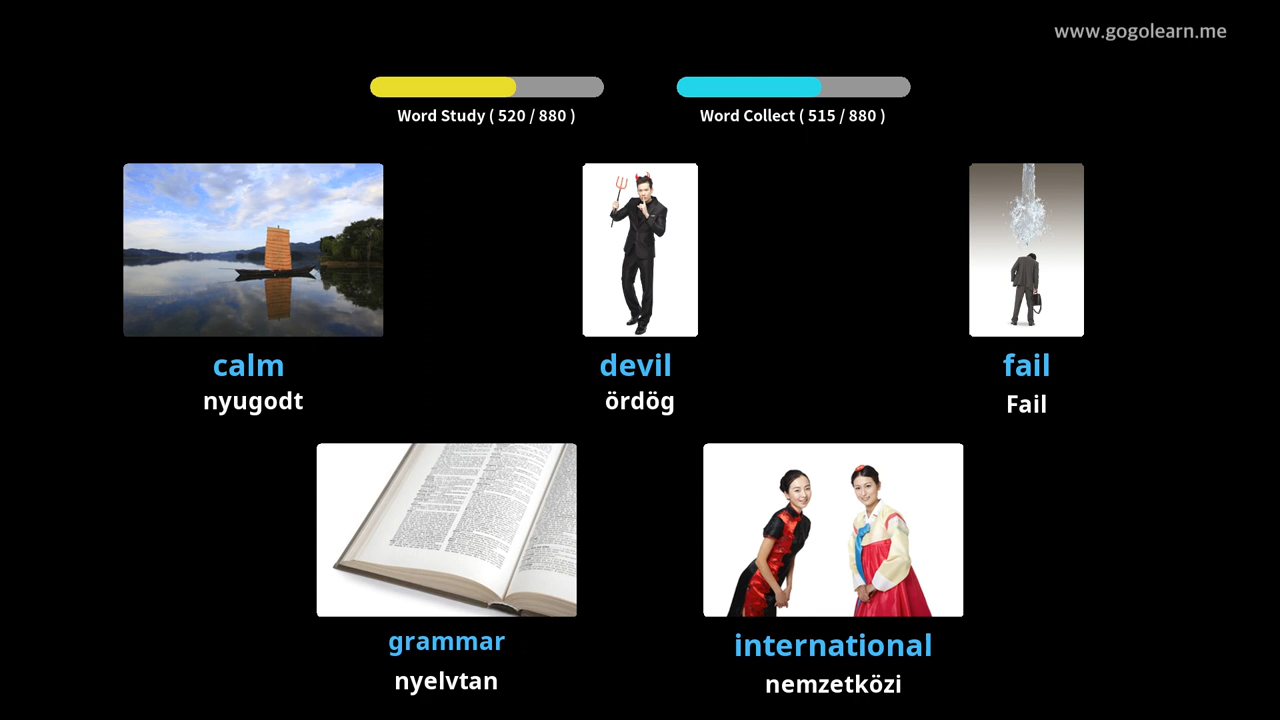 www.gogolearn.me
Word Study ( 520 / 880 )
Word Collect ( 515 / 880 )
calm
nyugodt
devil
ördög
fail
Fail
grammar
nyelvtan
international
nemzetközi